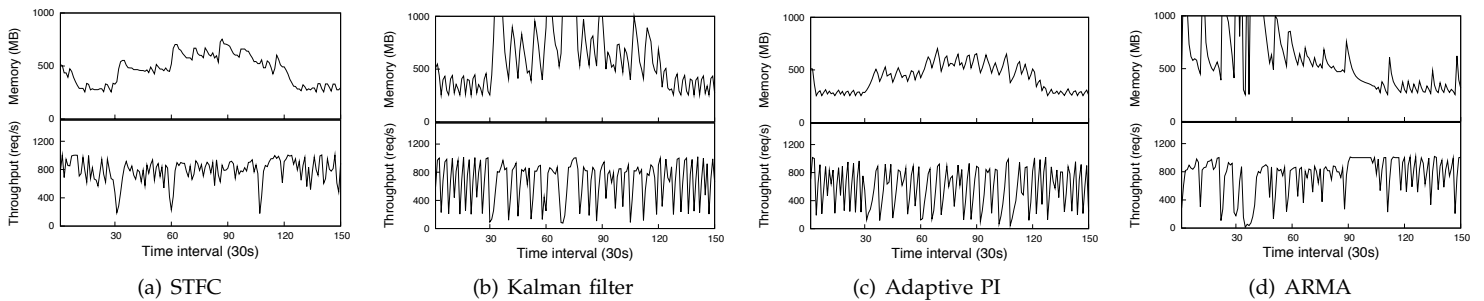 1000
500
0
Memory (MB)
1200
800
400
0
Throughput (req/s)
30 60 90 120 150
Time interval (30s)
(a) STFC
1000
500
0
Memory (MB)
1200
800
400
0
Throughput (req/s)
30 60 90 120 150
Time interval (30s)
(b) Kalman filter
1000
500
0
Memory (MB)
1200
800
400
0
Throughput (req/s)
30 60 90 120 150
Time interval (30s)
(c) Adaptive PI
1000
500
0
Memory (MB)
1200
800
400
0
Throughput (req/s)
30 60 90 120 150
Time interval (30s)
(d) ARMA